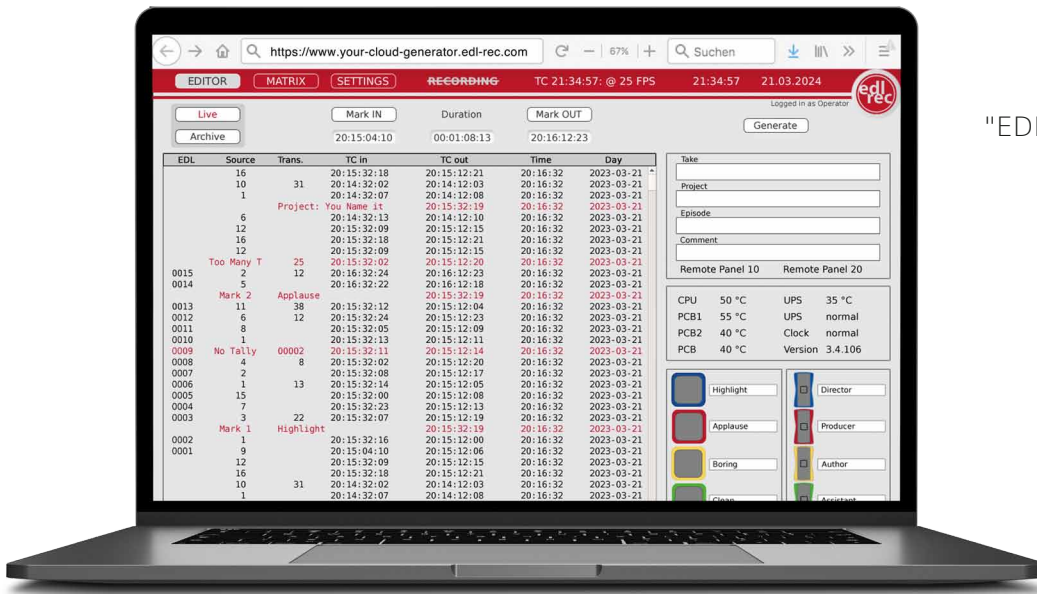 https://www.your-cloud-generator.edl-rec.com 67% Suchen
EDITOR MATRIX SETTINGS RECORDING TC 21:34:57: @ 25 FPS 21:34:57 21.03.2024
edl rec
Logged in as Operator
Live Mark IN Duration Mark OUT Generate
Archive 20:15:04:10 00:01:08:13 20:16:12:23
"EDI
EDL Source Trans. TC in TC out Time Day
16 20:15:32:18 20:15:12:21 20:16:32 2023-03-21
10 31 20:14:32:02 20:14:12:03 20:16:32 2023-03-21
1 20:14:32:07 20:14:12:08 20:16:32 2023-03-21
Project: You Name it 20:15:32:19 20:16:32 2023-03-21
6 20:14:32:13 20:14:12:10 20:16:32 2023-03-21
12 20:15:32:09 20:15:12:15 20:16:32 2023-03-21
16 20:15:32:18 20:15:12:21 20:16:32 2023-03-21
12 20:15:32:09 20:15:12:15 20:16:32 2023-03-21
Too Many T 25 20:15:32:02 20:15:12:20 20:16:32 2023-03-21
0015 2 12 20:16:32:24 20:16:12:23 20:16:32 2023-03-21
0014 5 20:16:32:22 20:16:12:18 20:16:32 2023-03-21
Mark 2 Applause 20:15:32:19 20:16:32 2023-03-21
0013 11 38 20:15:32:12 20:15:12:04 20:16:32 2023-03-21
0012 6 12 20:15:32:24 20:15:12:23 20:16:32 2023-03-21
0011 8 20:15:32:05 20:15:12:09 20:16:32 2023-03-21
0010 1 20:15:32:13 20:15:12:11 20:16:32 2023-03-21
0009 No Tally 00002 20:15:32:11 20:15:12:14 20:16:32 2023-03-21
0008 4 8 20:15:32:02 20:15:12:20 20:16:32 2023-03-21
0007 2 20:15:32:08 20:15:12:17 20:16:32 2023-03-21
0006 1 13 20:15:32:14 20:15:12:05 20:16:32 2023-03-21
0005 15 20:15:32:00 20:15:12:08 20:16:32 2023-03-21
0004 7 20:15:32:23 20:15:12:13 20:16:32 2023-03-21
0003 3 22 20:15:32:07 20:15:12:19 20:16:32 2023-03-21
Mark 1 Highlight 20:15:32:19 20:16:32 2023-03-21
0002 1 20:15:32:16 20:15:12:00 20:16:32 2023-03-21
0001 9 20:15:04:10 20:15:12:06 20:16:32 2023-03-21
12 20:15:32:09 20:15:12:15 20:16:32 2023-03-21
16 20:15:32:18 20:15:12:21 20:16:32 2023-03-21
10 31 20:14:32:02 20:14:12:03 20:16:32 2023-03-21
1 20:14:32:07 20:14:12:08 20:16:32 2023-03-21
Take
Project
Episode
Comment
Remote Panel 10 Remote Panel 20
CPU 50 °C UPS 35 °C
PCB1 55 °C UPS normal
PCB2 40 °C Clock normal
PCB 40 °C Version 3.4.106
Highlight Director
Applause Producer
Boring Author
Clean Assistant